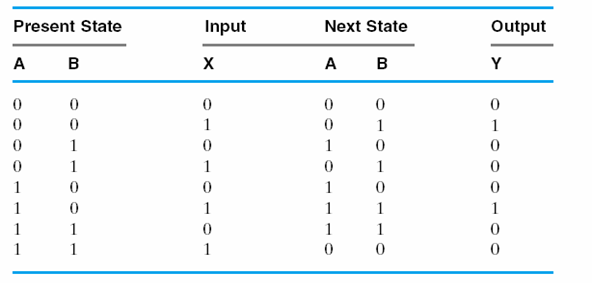 Present State Input Next State Output
A B X A B Y
0 0 0 0 0 0
0 0 1 0 1 1
0 1 0 1 0 0
0 1 1 0 1 0
1 0 0 1 0 0
1 0 1 1 1 1
1 1 0 1 1 0
1 1 1 0 0 0